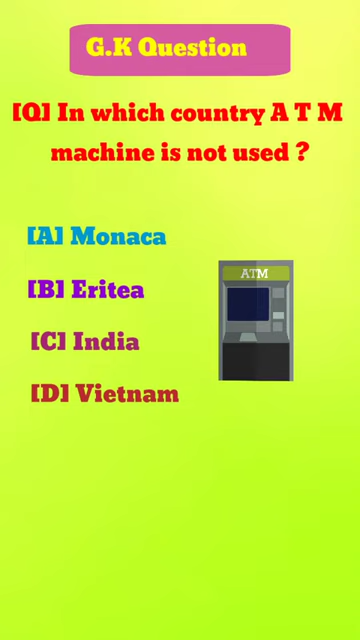 G.K Question
[Q] In which country A T M
machine is not used ?
[A] Monaca
[B] Eritea
[C] India
[D] Vietnam
ATM